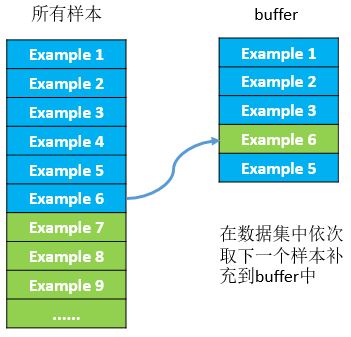 所有样本
Example 1
Example 2
Example 3
Example 4
Example 5
Example 6
Example 7
Example 8
Example 9
......
buffer
Example 1
Example 2
Example 3
Example 6
Example 5
在数据集中依次
取下一个样本补
充到buffer中